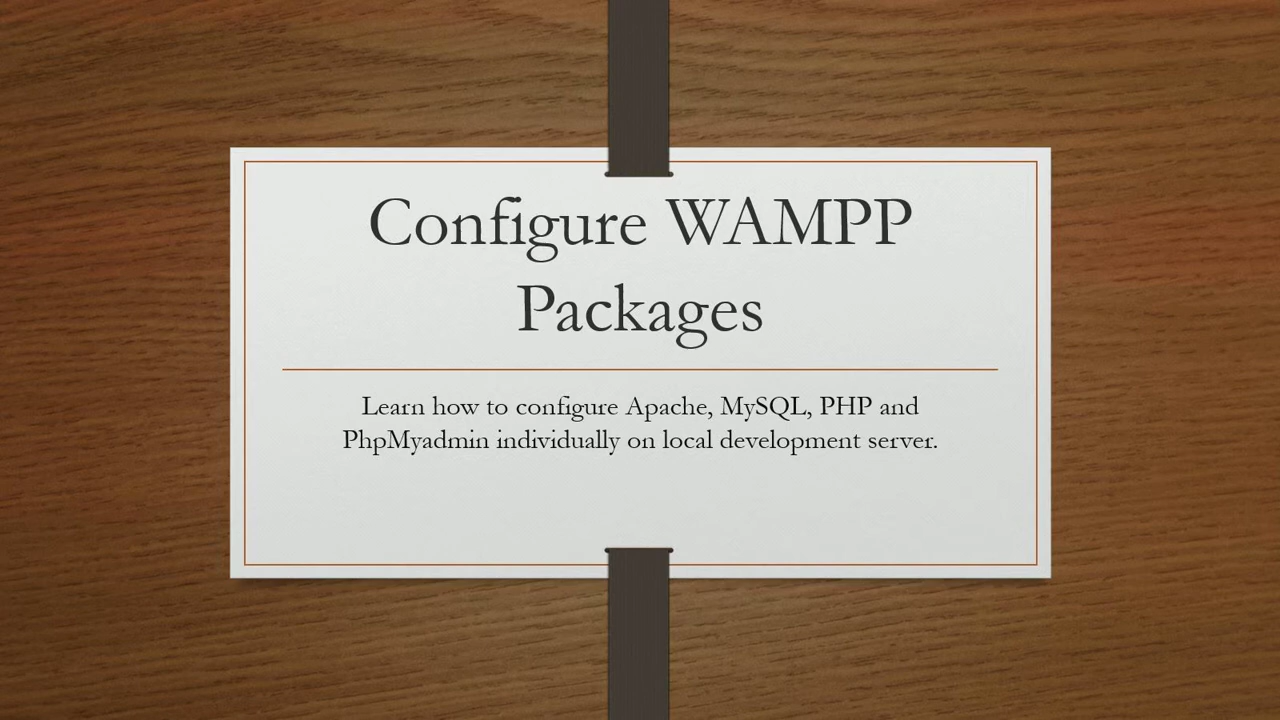 Configure WAMPP
Packages
Learn how to configure Apache, MySQL, PHP and
PhpMyadmin individually on local development server.